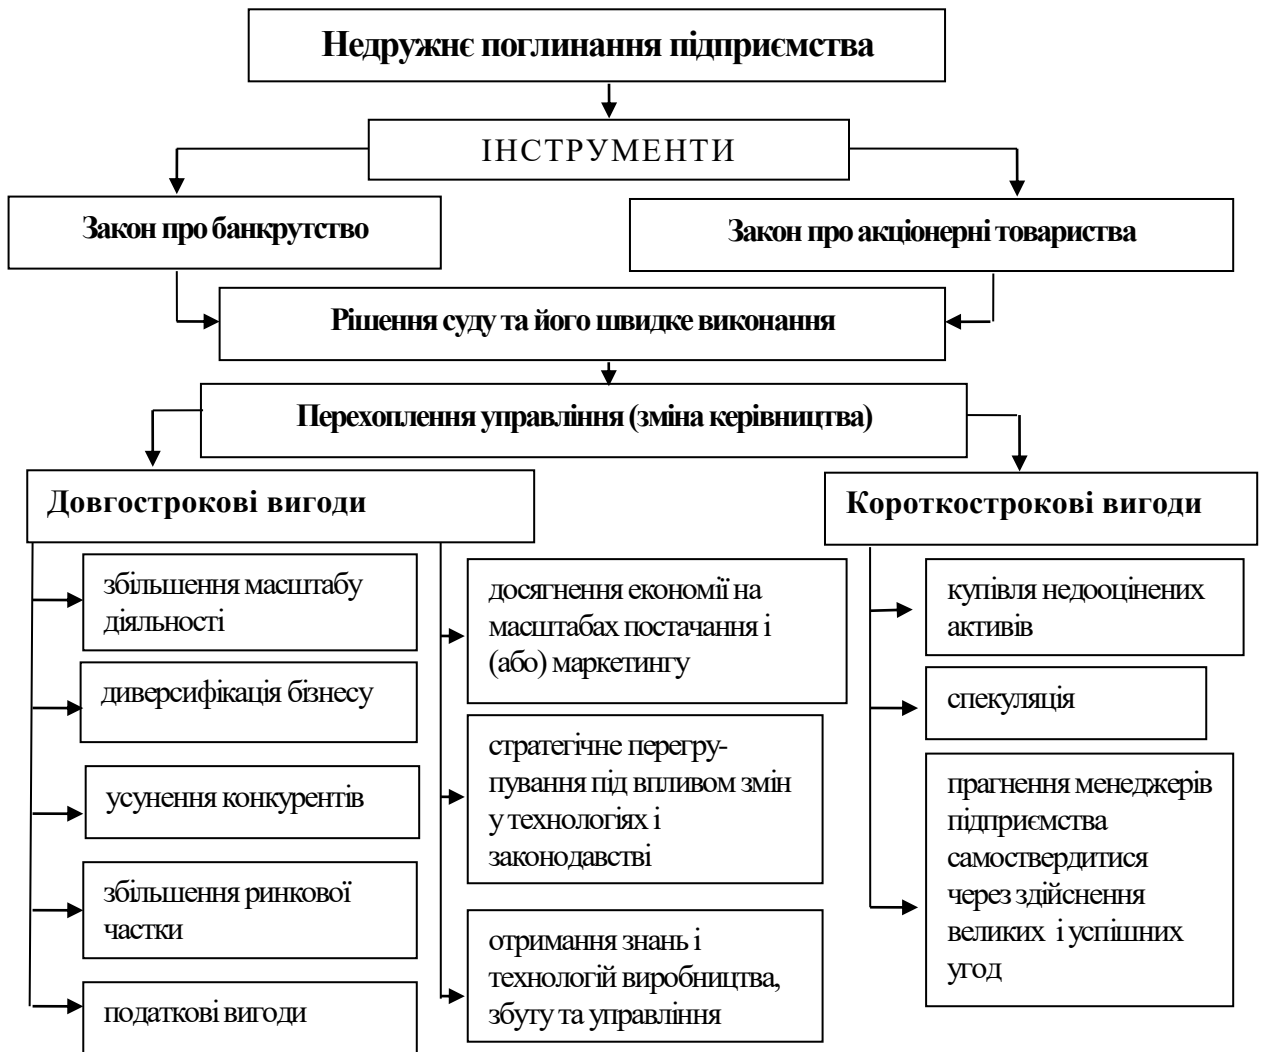 Недружнє поглинання підприємства
ІНСТРУМЕНТИ
Закон про банкрутство
Закон про акціонерні товариства
Рішення суду та його швидке виконання
Перехоплення управління (зміна керівництва)
Довгострокові вигоди
збільшення масштабу
діяльності
диверсифікація бізнесу
усунення конкурентів
збільшення ринкової
частки
податкові вигоди
досягнення економії на
масштабах постачання і
(або) маркетингу
стратегічне перегру-
пування під впливом змін
у технологіях і
законодавстві
отримання знань і
технологій виробництва,
збуту та управління
Короткострокові вигоди
купівля недооцінених
активів
спекуляція
прагнення менеджерів
підприємства
самоствердитися
через здійснення
великих і успішних
угод